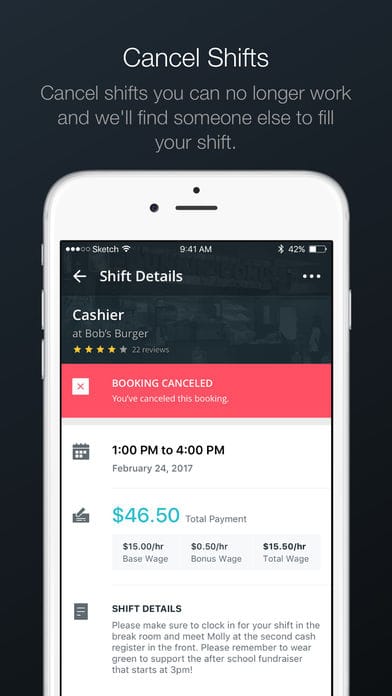 Cancel Shifts
Cancel shifts you can no longer work
and we'll find someone else to fill
your shift.
Sketch 9:41 AM 42%
Shift Details
Cashier
at Bob's Burger
22 reviews
BOOKING CANCELED
You've canceled this booking.
1:00 PM to 4:00 PM
February 24, 2017
$46.50 Total Payment
$15.00/hr $0.50/hr $15.50/hr
Base Wage Bonus Wage Total Wage
SHIFT DETAILS
Please make sure to clock in for your shift in the
break room and meet Molly at the second cash
register in the front. Please remember to wear
green to support the after school fundraiser
that starts at 3pm!